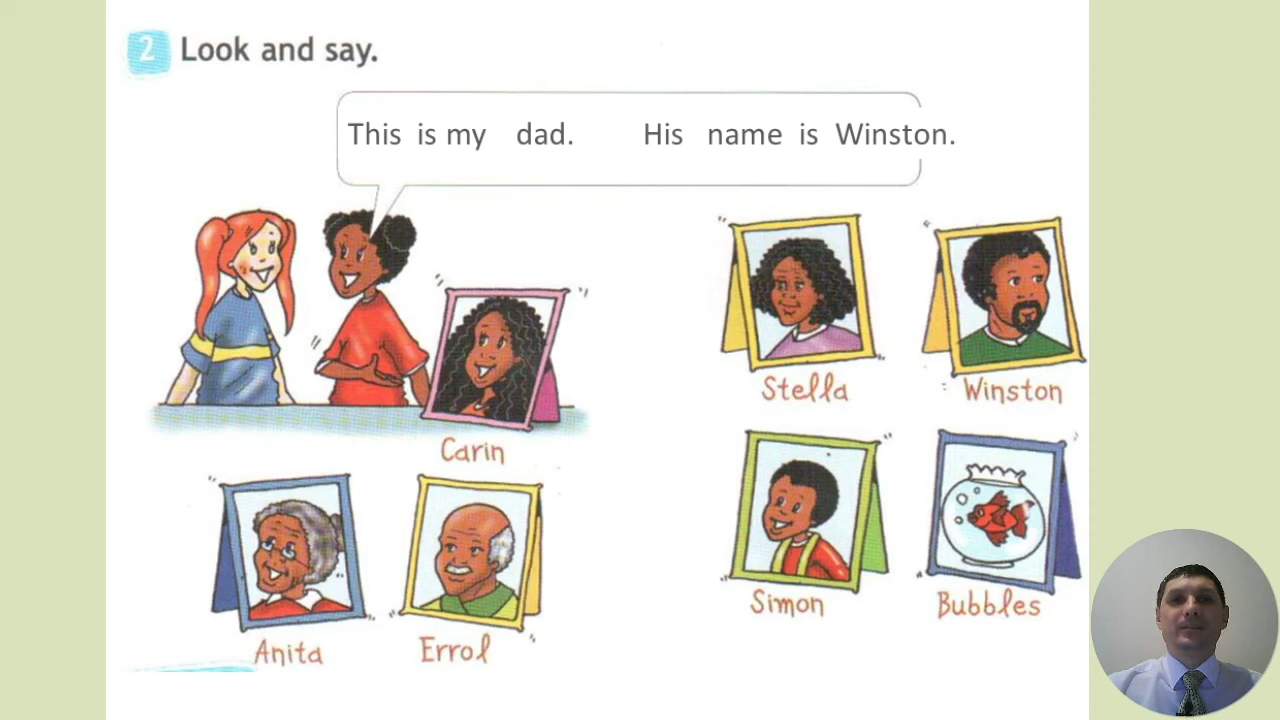 2 Look and say.
This is my dad. His name is Winston.
Stella
Winston
Carin
Simon
Bubbles
Anita
Errol